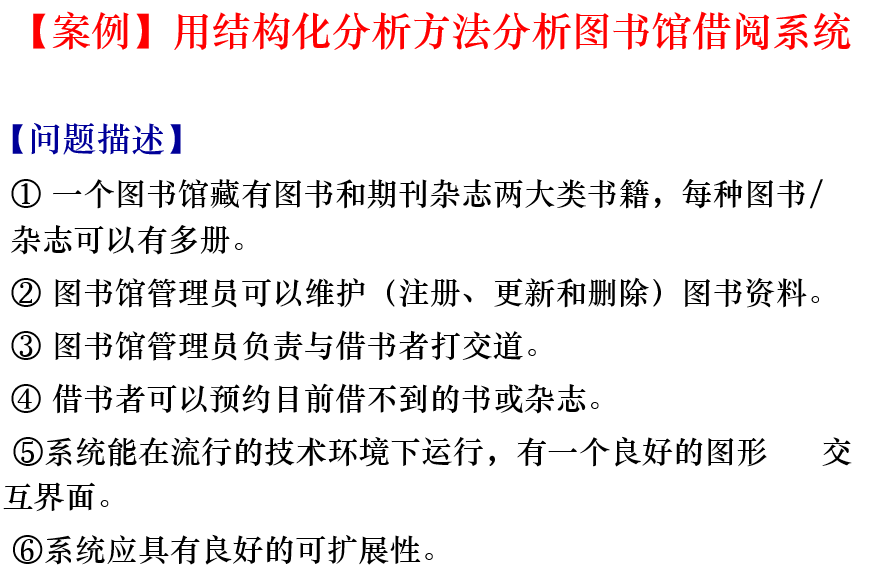 【案例】用结构化分析方法分析图书馆借阅系统
【问题描述】
① 一个图书馆藏有图书和期刊杂志两大类书籍，每种图书/
杂志可以有多册。
② 图书馆管理员可以维护（注册、更新和删除）图书资料。
③ 图书馆管理员负责与借书者打交道。
④ 借书者可以预约目前借不到的书或杂志。
⑤系统能在流行的技术环境下运行，有一个良好的图形 交
互界面。
⑥系统应具有良好的可扩展性。